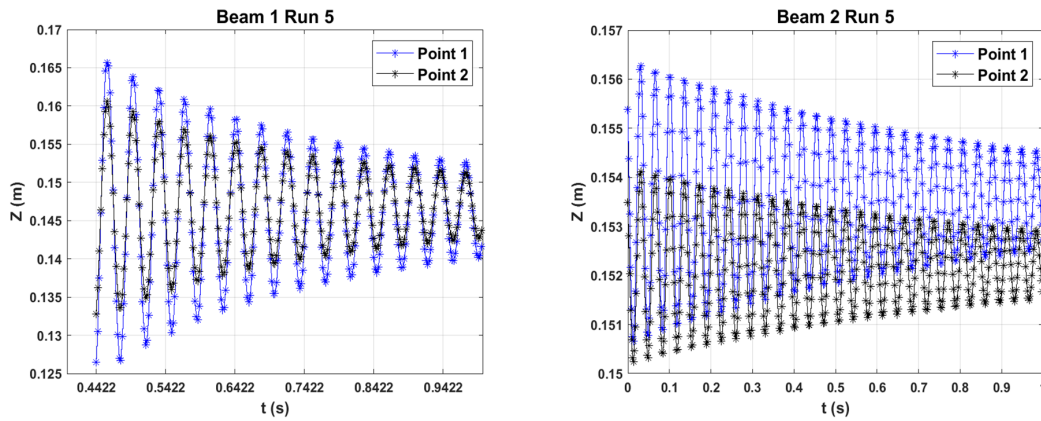 Beam 1 Run 5
0.17
0.165
0.16
0.155
0.15
0.145
0.14
0.135
0.13
0.125
Z (m)
Point 1
Point 2
0.4422 0.5422 0.6422 0.7422 0.8422 0.9422
t (s)
Beam 2 Run 5
0.157
0.156
0.155
0.154
0.153
0.152
0.151
0.15
Z (m)
Point 1
Point 2
0 0.1 0.2 0.3 0.4 0.5 0.6 0.7 0.8 0.9
t (s)